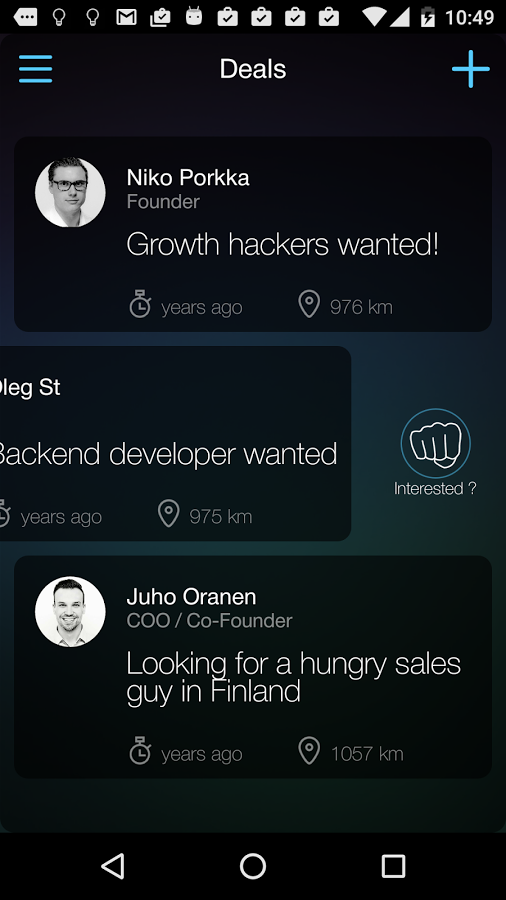 10:49
Deals
Niko Porkka
Founder
Growth hackers wanted!
years ago 976 km
Oleg St
Backend developer wanted
Interested ?
years ago 975 km
Juho Oranen
COO / Co-Founder
Looking for a hungry sales
guy in Finland
years ago 1057 km